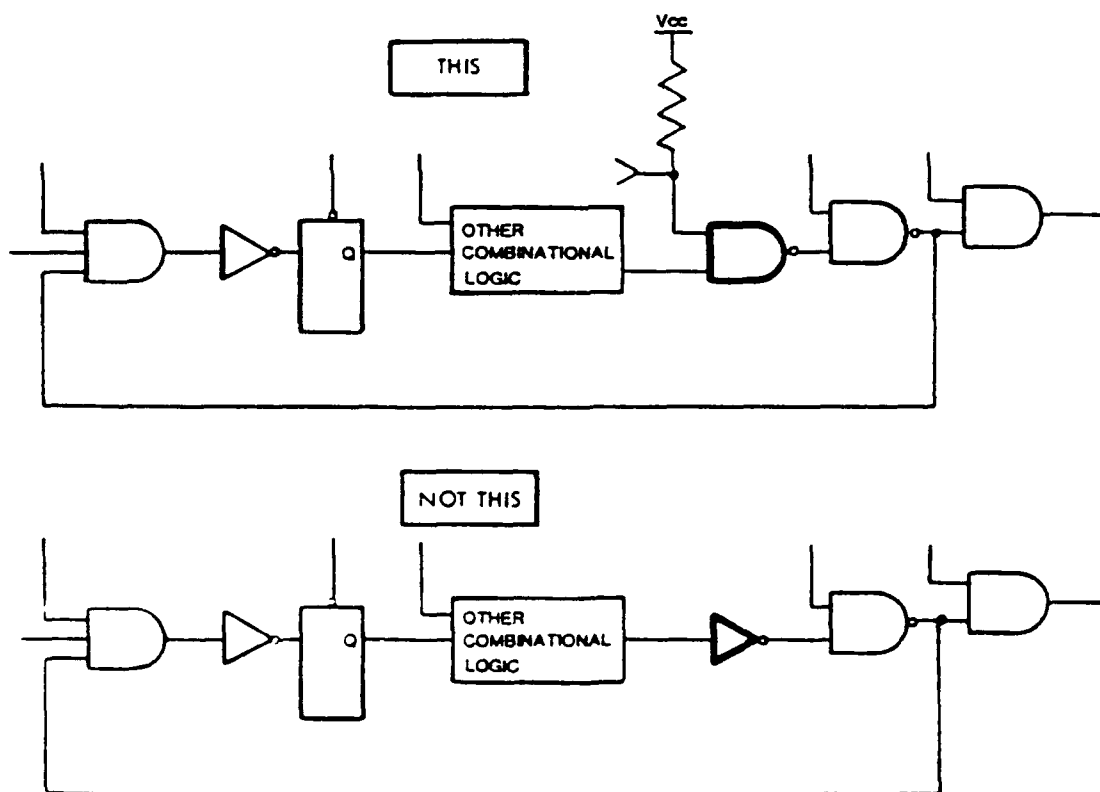 Vcc
THIS
OTHER
Q
COMBINATIONAL
LOGIC
NOT THIS
OTHER
Q
COMBINATIONAL
LOGIC